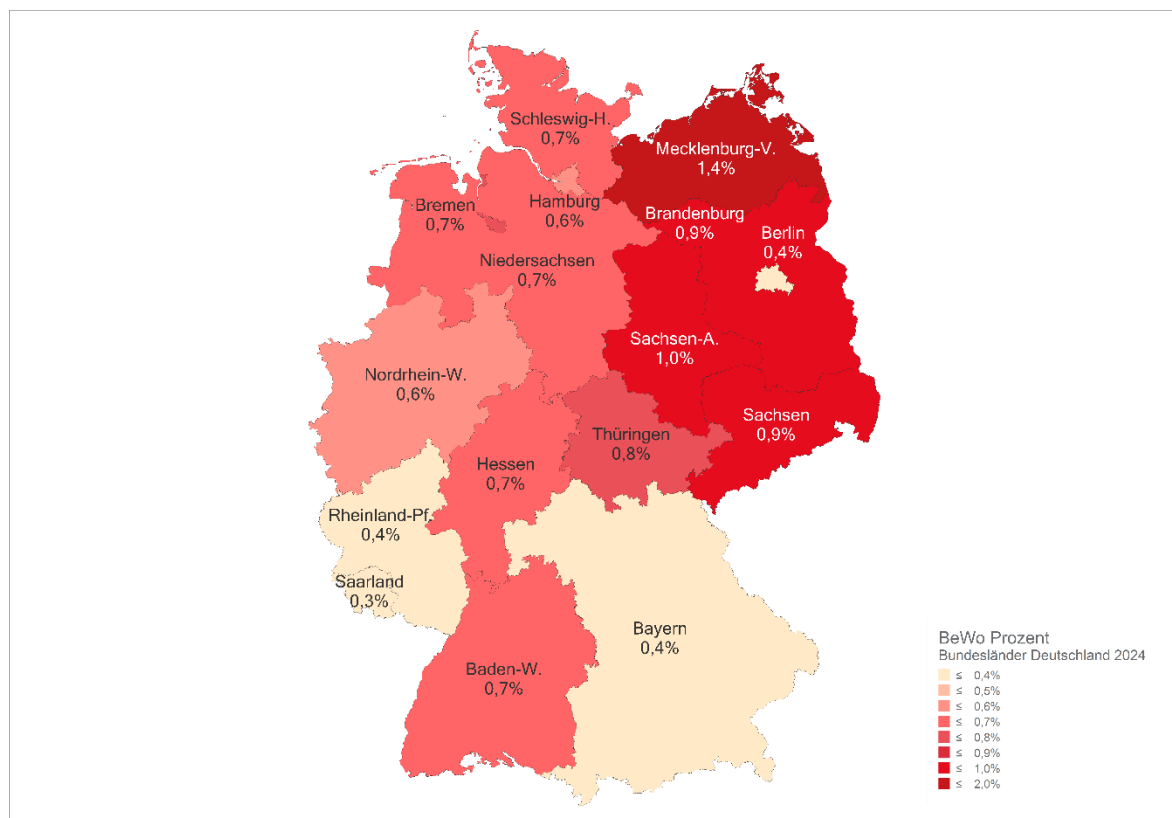 Schleswig-H.
0,7%
Mecklenburg-V.
1,4%
Bremen
0,7%
Hamburg
0,6%
Brandenburg
0,9%
Berlin
0,4%
Niedersachsen
0,7%
Sachsen-A.
1,0%
Nordrhein-W.
0,6%
Sachsen
0,9%
Thüringen
0,8%
Hessen
0,7%
Rheinland-Pf.
0,4%
Saarland
0,3%
Bayern
0,4%
Baden-W.
0,7%
BeWo Prozent
Bundesländer Deutschland 2024
≤ 0,4%
≤ 0,5%
≤ 0,6%
≤ 0,7%
≤ 0,8%
≤ 0,9%
≤ 1,0%
≤ 2,0%